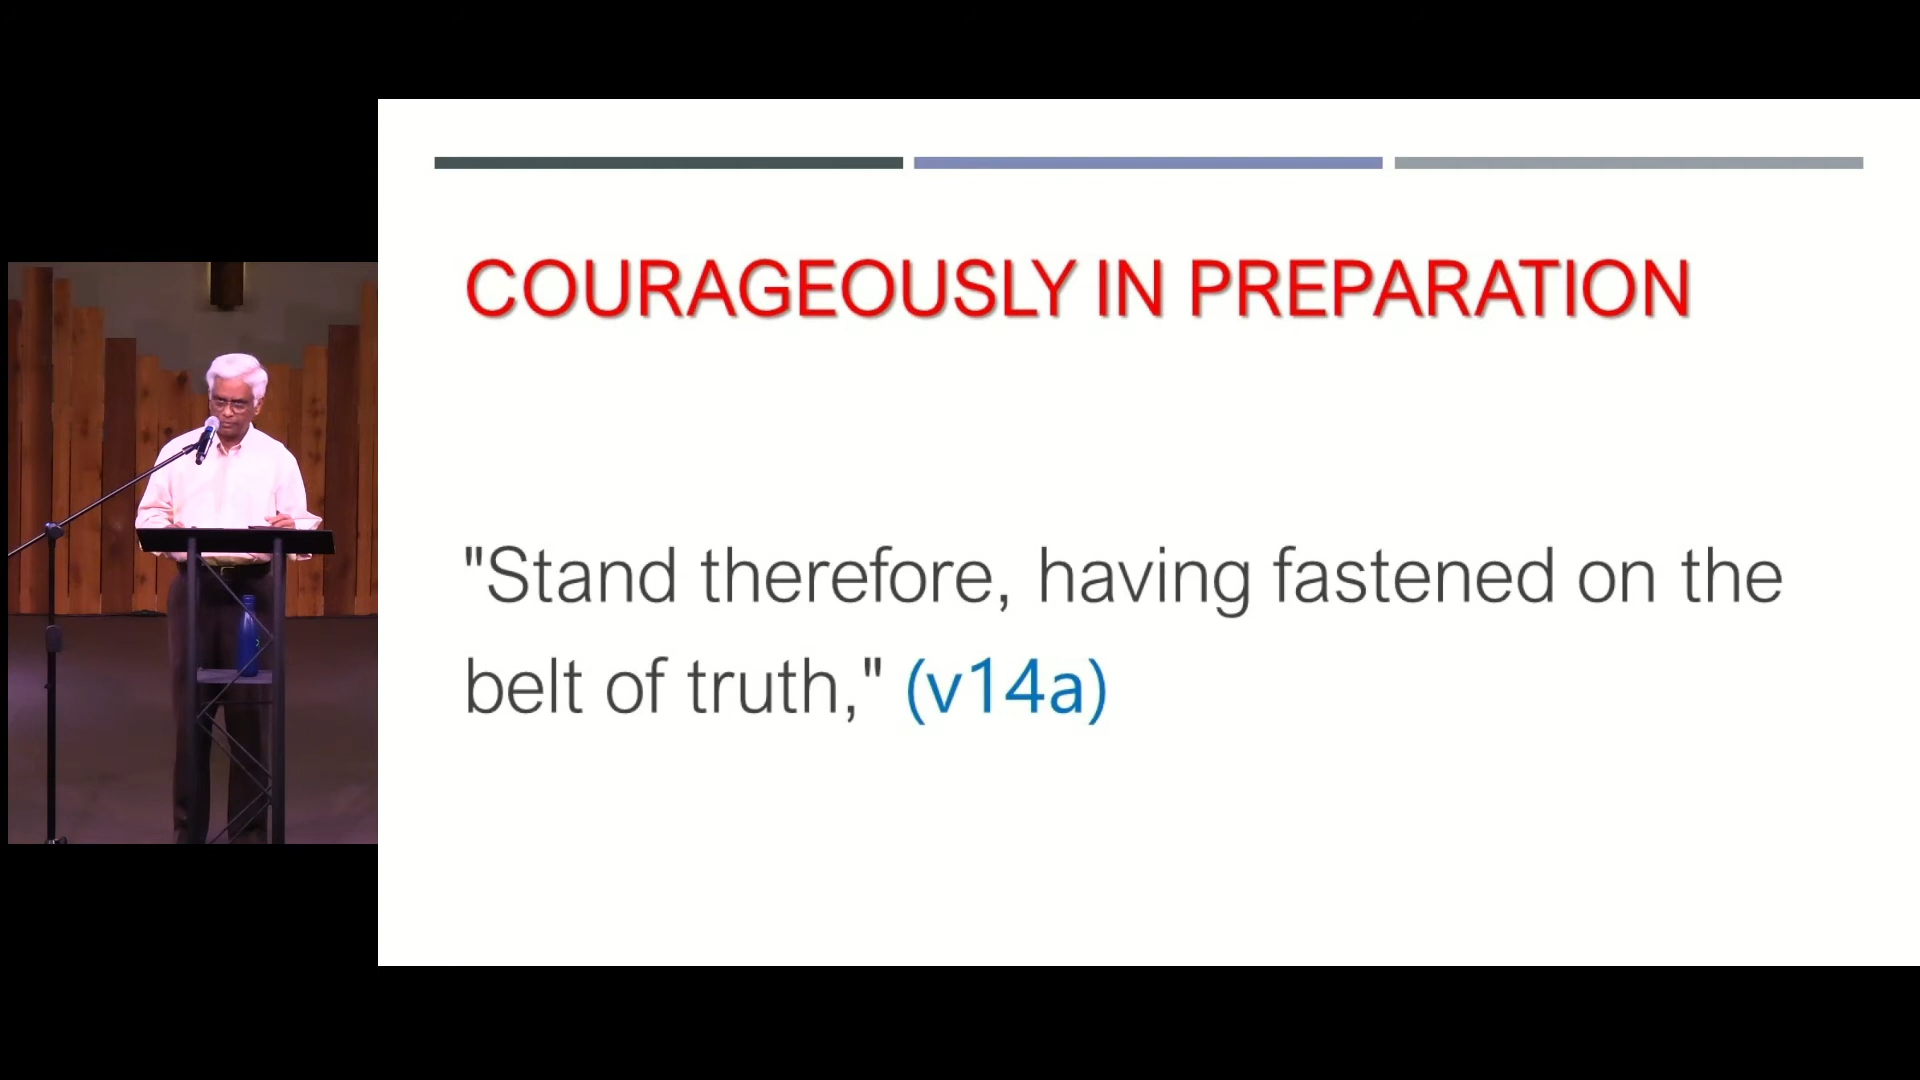 COURAGEOUSLY IN PREPARATION
"Stand therefore, having fastened on the
belt of truth," (v14a)